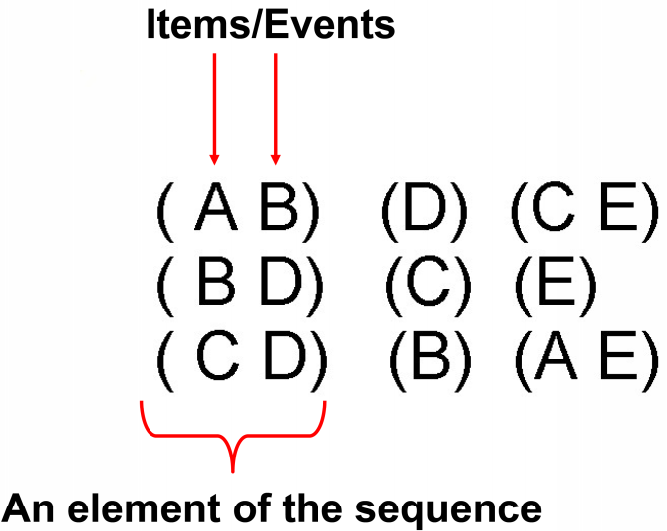 Items/Events
( A B) (D) (C E)
( B D) (C) (E)
( C D) (B) (A E)
An element of the sequence